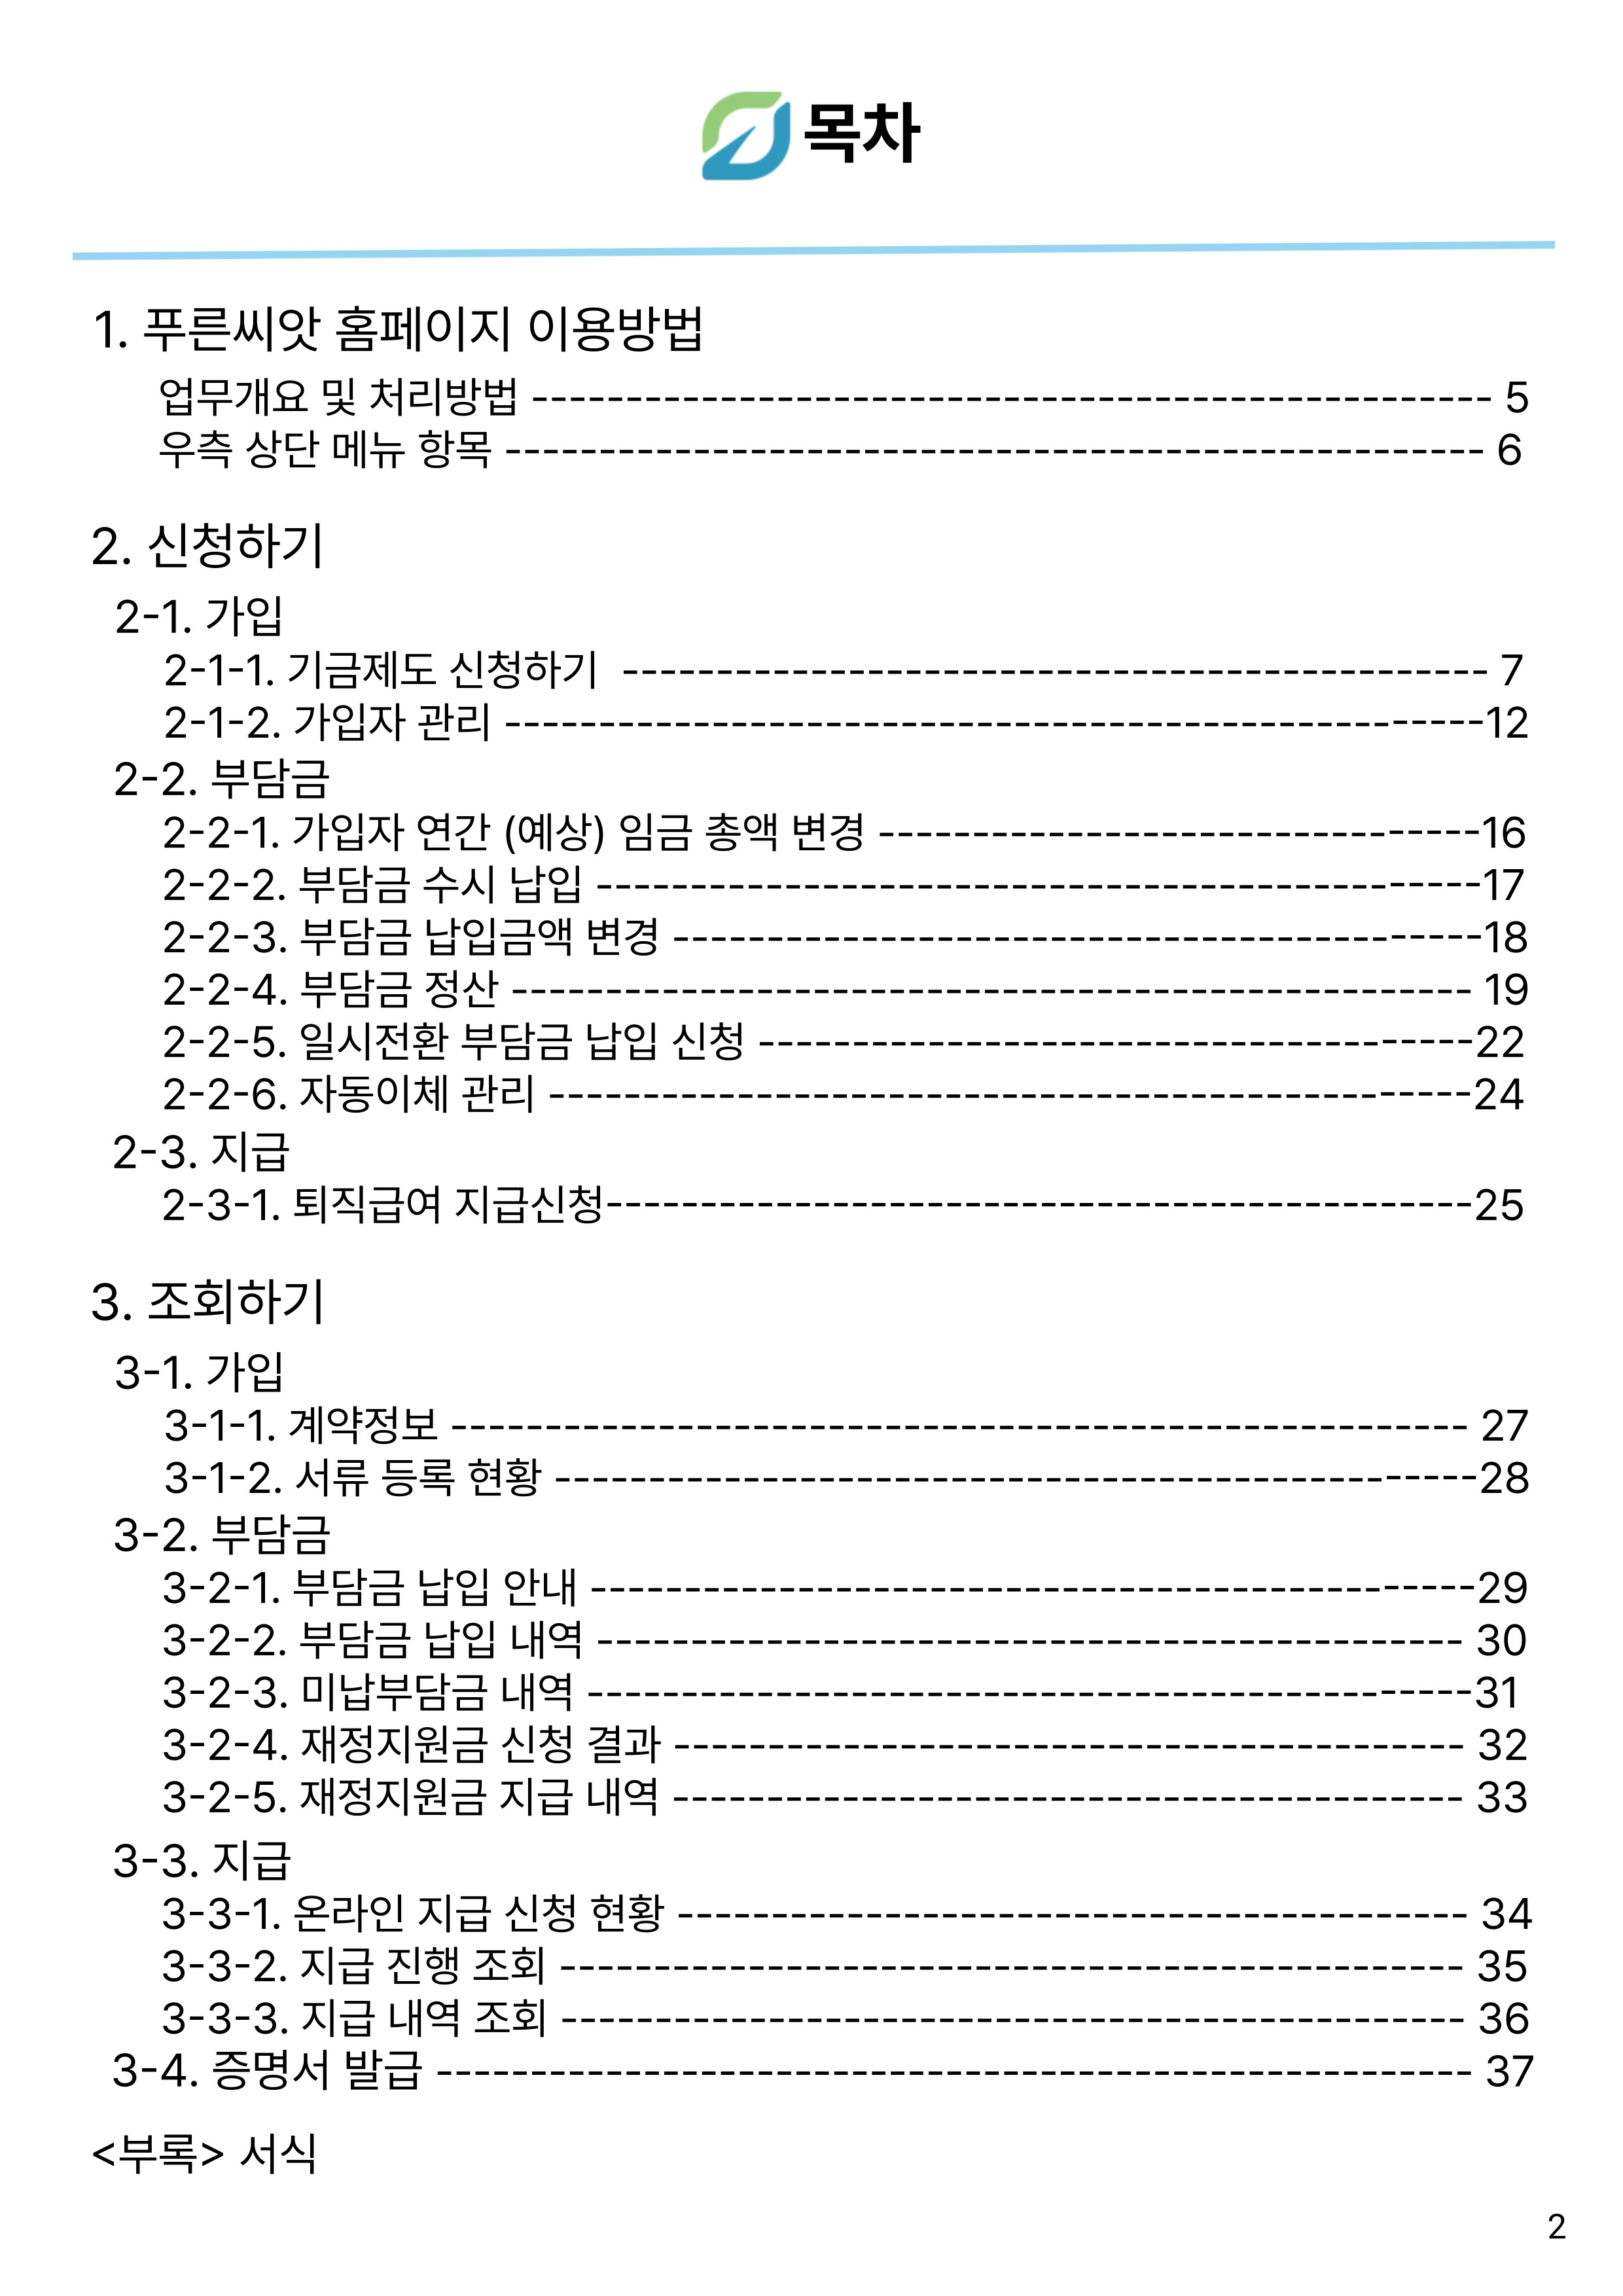 목차
1. 푸른씨앗 홈페이지 이용방법
업무개요 및 처리방법 --------------------------------------------------- 5
우측 상단 메뉴 항목 ---------------------------------------------------- 6
2. 신청하기
2-1. 가입
2-1-1. 기금제도 신청하기 ---------------------------------------------- 7
2-1-2. 가입자 관리 ----------------------------------------------------12
2-2. 부담금
2-2-1. 가입자 연간 (예상) 임금 총액 변경 --------------------------------16
2-2-2. 부담금 수시 납입 -----------------------------------------------17
2-2-3. 부담금 납입금액 변경 -------------------------------------------18
2-2-4. 부담금 정산 --------------------------------------------------- 19
2-2-5. 일시전환 부담금 납입 신청 --------------------------------------22
2-2-6. 자동이체 관리 -------------------------------------------------24
2-3. 지급
2-3-1. 퇴직급여 지급신청----------------------------------------------25
3. 조회하기
3-1. 가입
3-1-1. 계약정보 ------------------------------------------------------ 27
3-1-2. 서류 등록 현황 -------------------------------------------------28
3-2. 부담금
3-2-1. 부담금 납입 안내 -----------------------------------------------29
3-2-2. 부담금 납입 내역 ---------------------------------------------- 30
3-2-3. 미납부담금 내역 -----------------------------------------------31
3-2-4. 재정지원금 신청 결과 ------------------------------------------ 32
3-2-5. 재정지원금 지급 내역 ------------------------------------------ 33
3-3. 지급
3-3-1. 온라인 지급 신청 현황 ------------------------------------------ 34
3-3-2. 지급 진행 조회 ------------------------------------------------ 35
3-3-3. 지급 내역 조회 ------------------------------------------------ 36
3-4. 증명서 발급 ------------------------------------------------------- 37
<부록> 서식
2